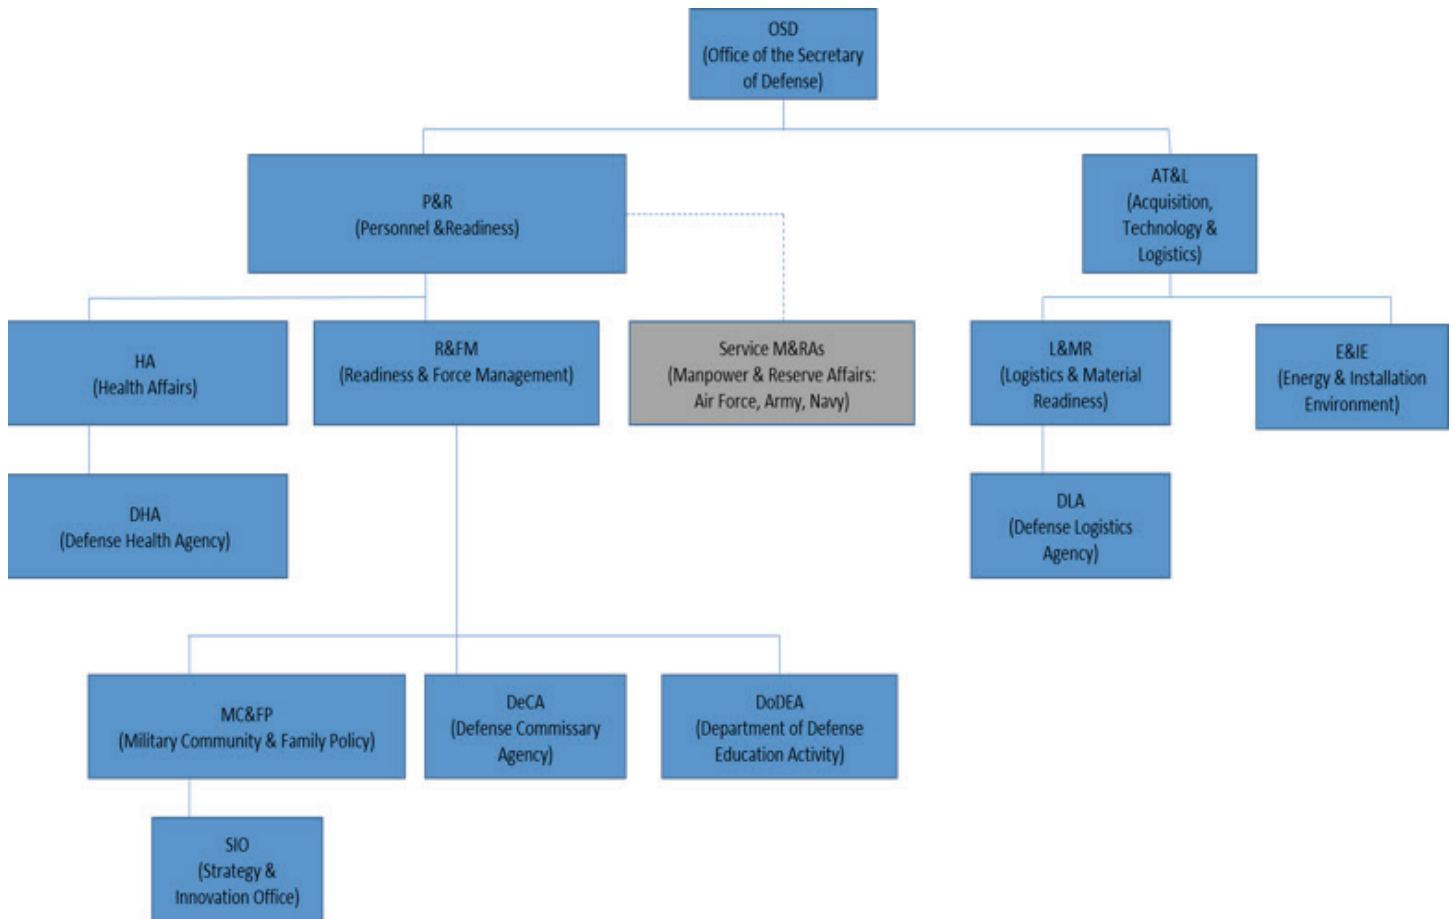 OSD
(Office of the Secretary
of Defense)
P&R
(Personnel &Readiness)
AT&L
(Acquisition,
Technology &
Logistics)
HA
(Health Affairs)
R&FM
(Readiness & Force Management)
Service M&RAs
(Manpower & Reserve Affairs:
Air Force, Army, Navy)
L&MR
(Logistics & Material
Readiness)
E&IE
(Energy & Installation
Environment)
DHA
(Defense Health Agency)
DLA
(Defense Logistics
Agency)
MC&FP
(Military Community & Family Policy)
DeCA
(Defense Commissary
Agency)
DoDEA
(Department of Defense
Education Activity)
SIO
(Strategy &
Innovation Office)